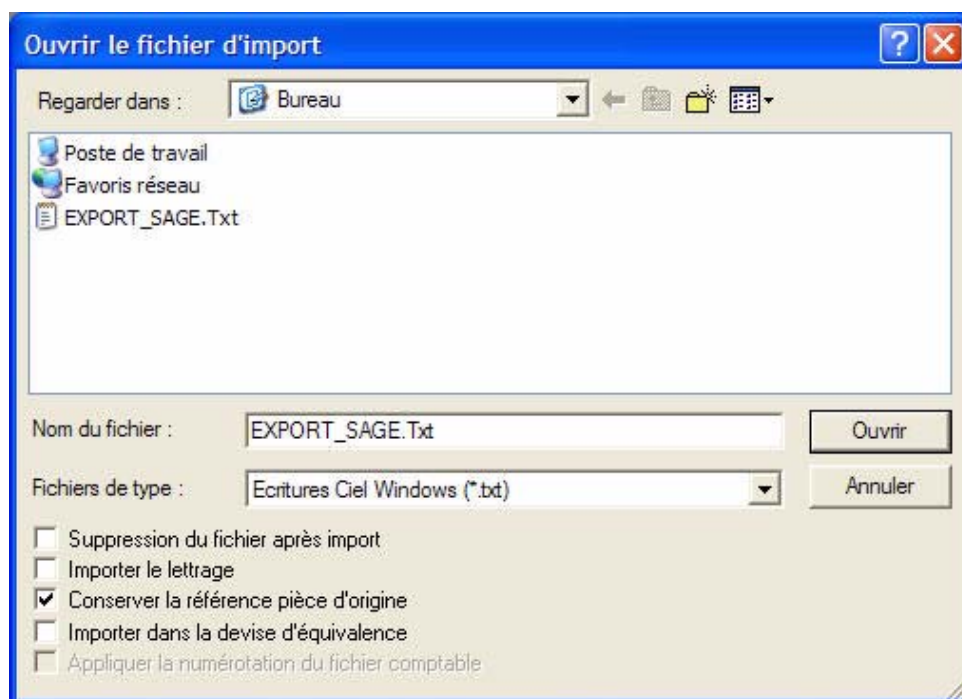 Ouvrir le fichier d'import
Regarder dans :
Bureau
Poste de travail
Favoris réseau
EXPORT_SAGE.Txt
Nom du fichier :
EXPORT_SAGE.Txt
Ouvrir
Fichiers de type :
Ecritures Ciel Windows (*.txt)
Annuler
Suppression du fichier après import
Importer le lettrage
Conserver la référence pièce d'origine
Importer dans la devise d'équivalence
Appliquer la numérotation du fichier comptable